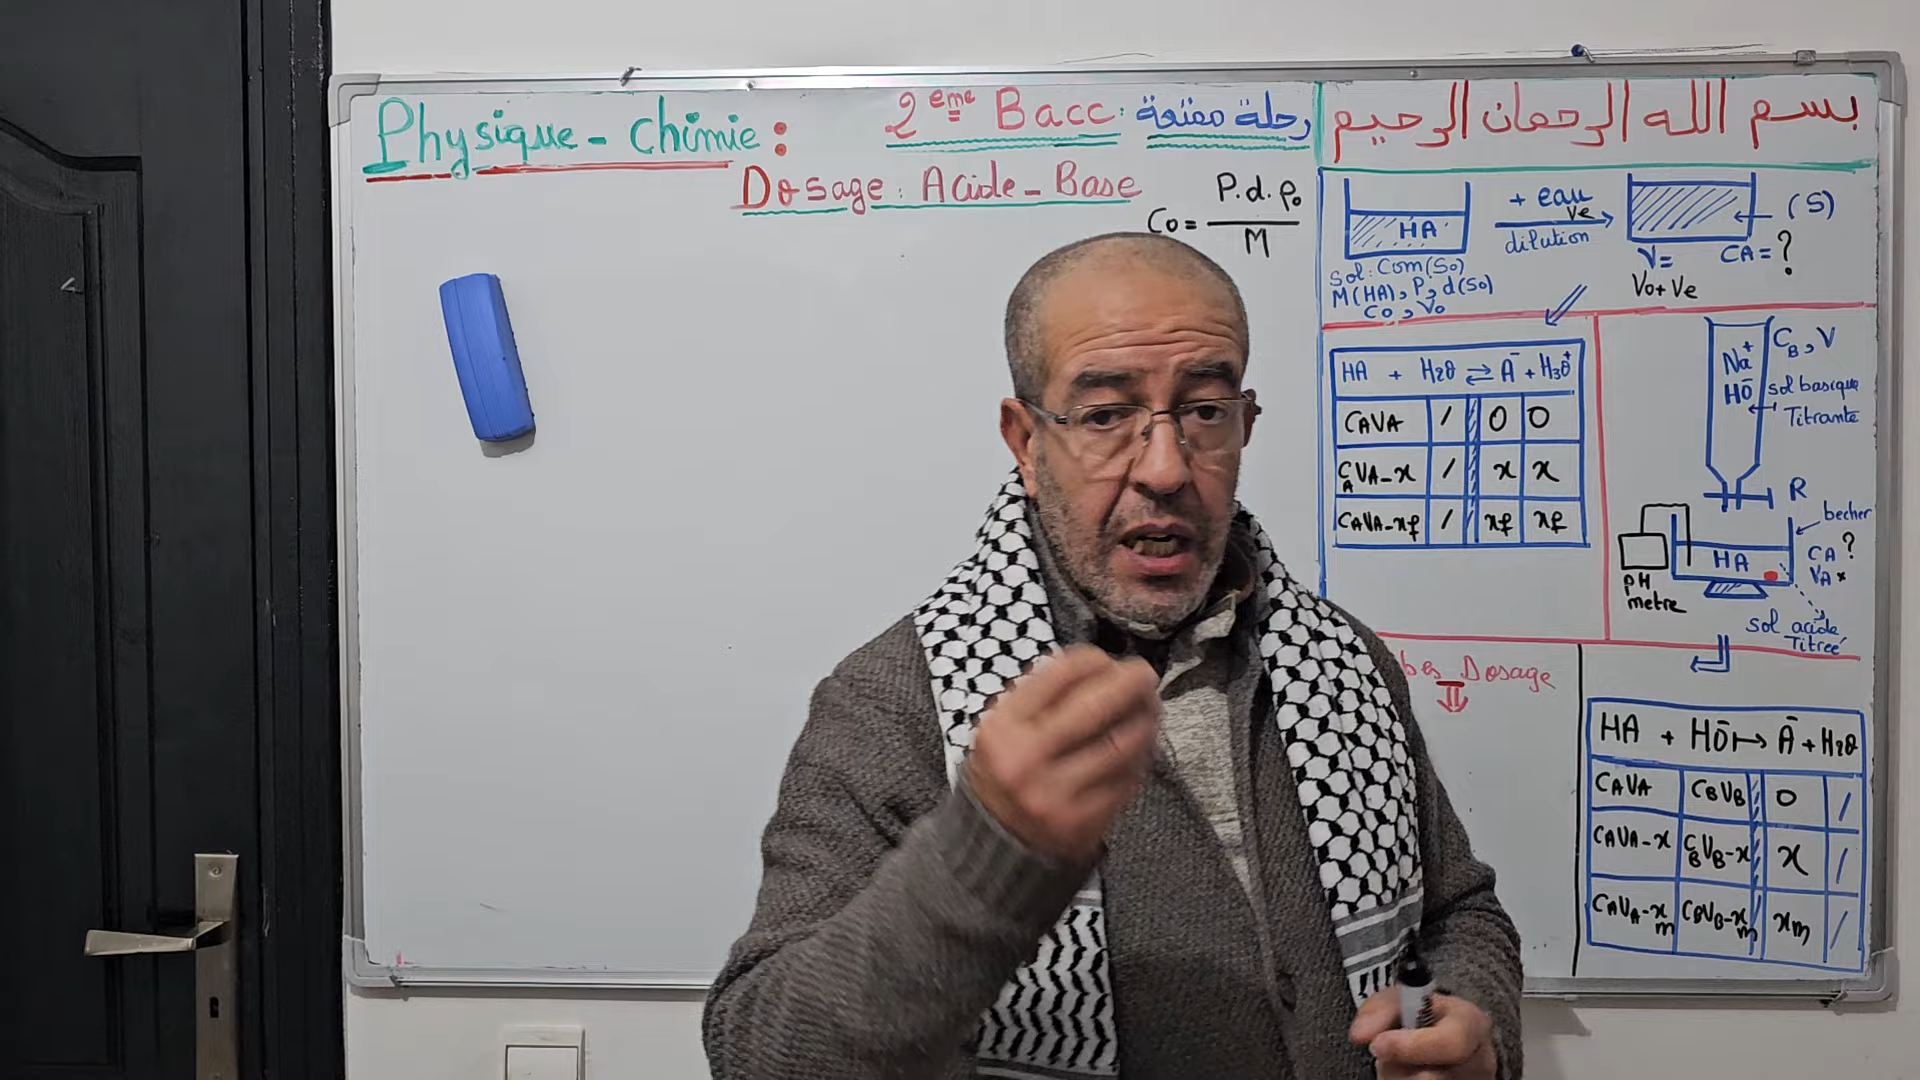 Physique - Chimie :
2eme Bacc : رحلة ممتعة
بسم الله الرحمان الرحيم
Dosage : Acide - Base
Co = P.d.ρ₀ / M
HA
+ eau
Ve
dilution
(S)
V=
Vo+Ve
CA = ?
Sol : Com (So)
M(HA), P, d(So)
Co, Vo
HA + H2O ⇌ A⁻ + H3O⁺
CAVA / 0 0
CAVA-x / x x
CAVA-xf / xf xf
Na⁺
HO⁻
CB, V
sol basique
Titrante
R
becher
HA
CA ?
VA x
pH
metre
sol acide
Titrée
Dosage
HA + HO⁻ → A⁻ + H2O
CAVA CBVB 0 /
CAVA-x CBVB-x x /
CAVA-xm CBVB-xm xm /